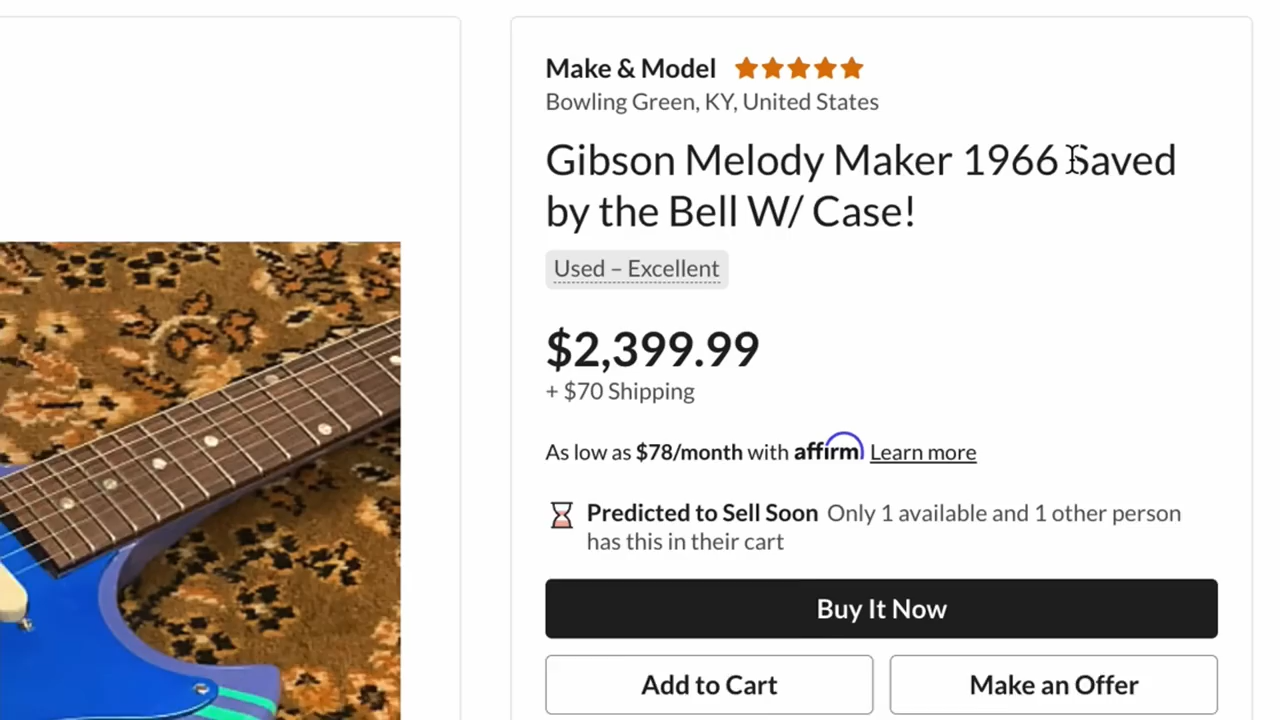 Make & Model
Bowling Green, KY, United States
Gibson Melody Maker 1966 Saved
by the Bell W/ Case!
Used – Excellent
$2,399.99
+ $70 Shipping
As low as $78/month with affirm Learn more
Predicted to Sell Soon Only 1 available and 1 other person
has this in their cart
Buy It Now
Add to Cart
Make an Offer